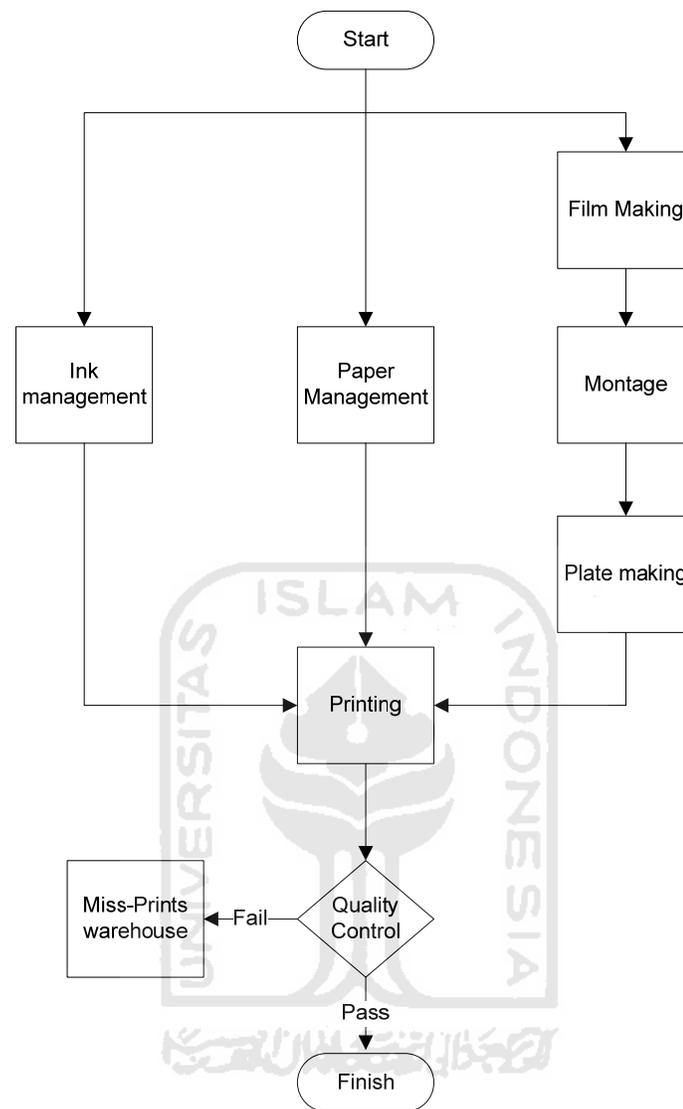 Start
Film Making
Ink
management
Paper
Management
Montage
Plate making
ISLAM
UNIVERSITAS
INDONESIA
Printing
Miss-Prints
warehouse
Fail
Quality
Control
Pass
Finish